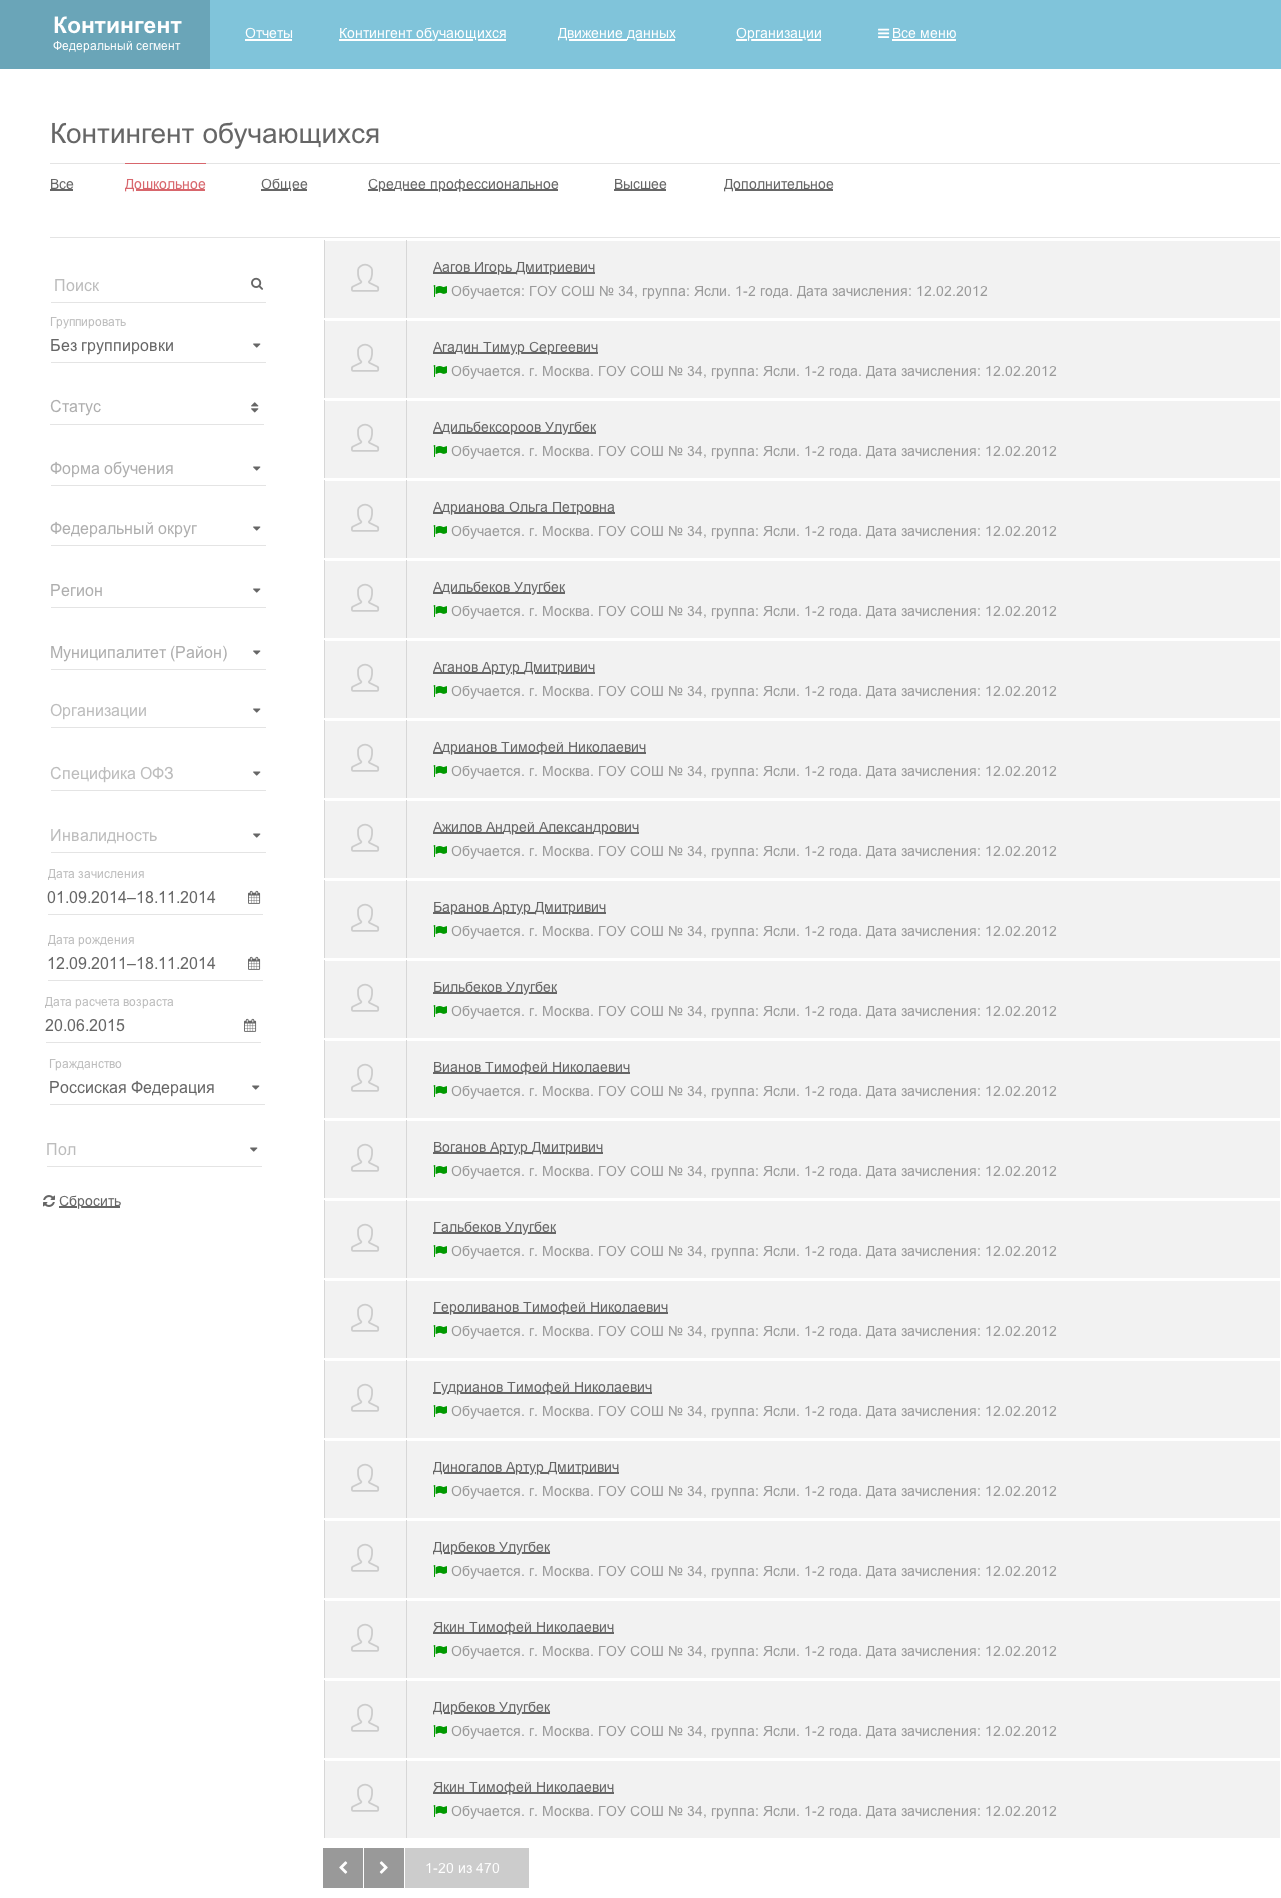 Контингент
Федеральный сегмент
Отчеты
Контингент обучающихся
Движение данных
Организации
Все меню
Контингент обучающихся
Все
Дошкольное
Общее
Среднее профессиональное
Высшее
Дополнительное
Поиск
Группировать
Без группировки
Статус
Форма обучения
Федеральный округ
Регион
Муниципалитет (Район)
Организации
Специфика ОФЗ
Инвалидность
Дата зачисления
01.09.2014–18.11.2014
Дата рождения
12.09.2011–18.11.2014
Дата расчета возраста
20.06.2015
Гражданство
Россиская Федерация
Пол
Сбросить
Аагов Игорь Дмитриевич
Обучается: ГОУ СОШ № 34, группа: Ясли. 1-2 года. Дата зачисления: 12.02.2012
Агадин Тимур Сергеевич
Обучается. г. Москва. ГОУ СОШ № 34, группа: Ясли. 1-2 года. Дата зачисления: 12.02.2012
Адильбексороов Улугбек
Обучается. г. Москва. ГОУ СОШ № 34, группа: Ясли. 1-2 года. Дата зачисления: 12.02.2012
Адрианова Ольга Петровна
Обучается. г. Москва. ГОУ СОШ № 34, группа: Ясли. 1-2 года. Дата зачисления: 12.02.2012
Адильбеков Улугбек
Обучается. г. Москва. ГОУ СОШ № 34, группа: Ясли. 1-2 года. Дата зачисления: 12.02.2012
Аганов Артур Дмитривич
Обучается. г. Москва. ГОУ СОШ № 34, группа: Ясли. 1-2 года. Дата зачисления: 12.02.2012
Адрианов Тимофей Николаевич
Обучается. г. Москва. ГОУ СОШ № 34, группа: Ясли. 1-2 года. Дата зачисления: 12.02.2012
Ажилов Андрей Александрович
Обучается. г. Москва. ГОУ СОШ № 34, группа: Ясли. 1-2 года. Дата зачисления: 12.02.2012
Баранов Артур Дмитривич
Обучается. г. Москва. ГОУ СОШ № 34, группа: Ясли. 1-2 года. Дата зачисления: 12.02.2012
Бильбеков Улугбек
Обучается. г. Москва. ГОУ СОШ № 34, группа: Ясли. 1-2 года. Дата зачисления: 12.02.2012
Вианов Тимофей Николаевич
Обучается. г. Москва. ГОУ СОШ № 34, группа: Ясли. 1-2 года. Дата зачисления: 12.02.2012
Воганов Артур Дмитривич
Обучается. г. Москва. ГОУ СОШ № 34, группа: Ясли. 1-2 года. Дата зачисления: 12.02.2012
Гальбеков Улугбек
Обучается. г. Москва. ГОУ СОШ № 34, группа: Ясли. 1-2 года. Дата зачисления: 12.02.2012
Героливанов Тимофей Николаевич
Обучается. г. Москва. ГОУ СОШ № 34, группа: Ясли. 1-2 года. Дата зачисления: 12.02.2012
Гудрианов Тимофей Николаевич
Обучается. г. Москва. ГОУ СОШ № 34, группа: Ясли. 1-2 года. Дата зачисления: 12.02.2012
Диногалов Артур Дмитривич
Обучается. г. Москва. ГОУ СОШ № 34, группа: Ясли. 1-2 года. Дата зачисления: 12.02.2012
Дирбеков Улугбек
Обучается. г. Москва. ГОУ СОШ № 34, группа: Ясли. 1-2 года. Дата зачисления: 12.02.2012
Якин Тимофей Николаевич
Обучается. г. Москва. ГОУ СОШ № 34, группа: Ясли. 1-2 года. Дата зачисления: 12.02.2012
Дирбеков Улугбек
Обучается. г. Москва. ГОУ СОШ № 34, группа: Ясли. 1-2 года. Дата зачисления: 12.02.2012
Якин Тимофей Николаевич
Обучается. г. Москва. ГОУ СОШ № 34, группа: Ясли. 1-2 года. Дата зачисления: 12.02.2012
1-20 из 470